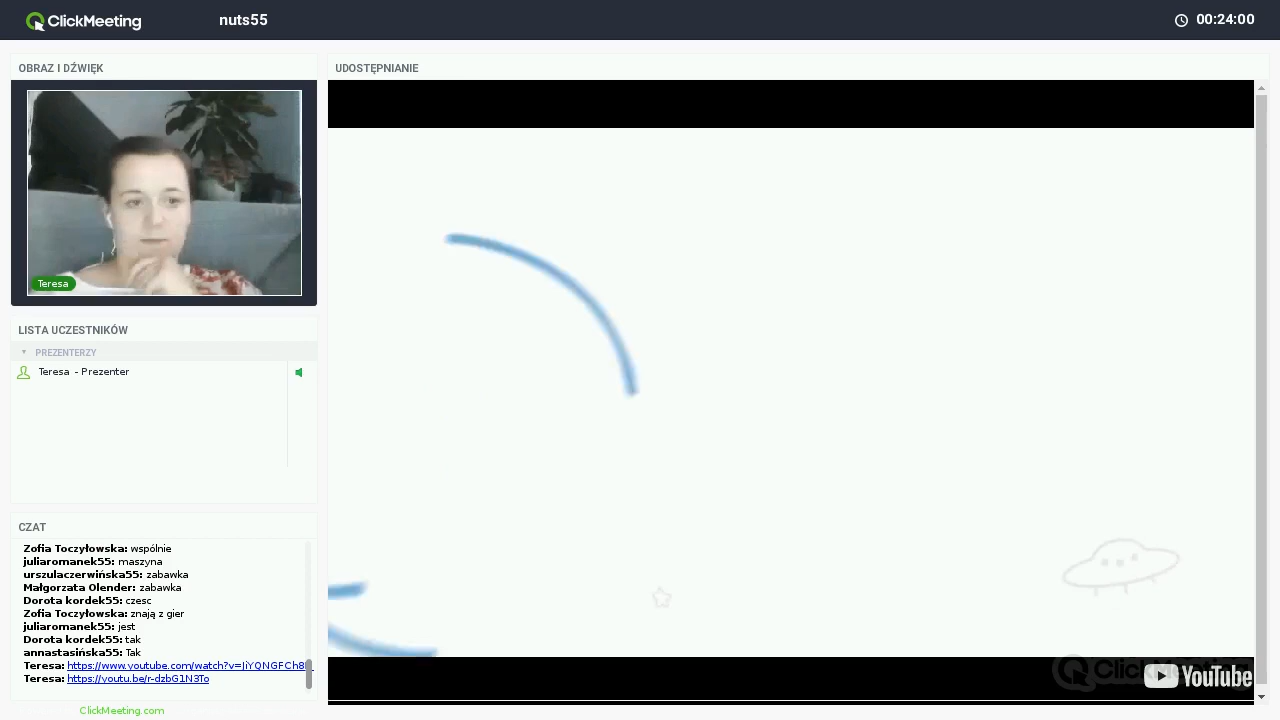 ClickMeeting
nuts55
00:24:00
OBRAZ I DŹWIĘK
Teresa
LISTA UCZESTNIKÓW
PREZENTERZY
Teresa - Prezenter
CZAT
Zofia Toczyłowska: wspólnie
juliaromanek55: maszyna
urszulaczerwińska55: zabawka
Małgorzata Olender: zabawka
Dorota kordek55: czesc
Zofia Toczyłowska: znają z gier
juliaromanek55: jest
Dorota kordek55: tak
annastasińska55: Tak
Teresa: https://www.youtube.com/watch?v=JiYQNGFCh8
Teresa: https://youtu.be/r-dzbG1N3To
ClickMeeting.com
UDOSTĘPNIANIE
ClickMeeting
YouTube